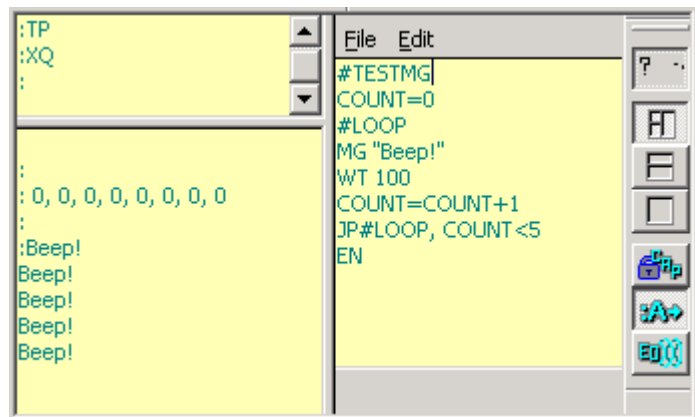 :TP
:XQ
:
:
: 0, 0, 0, 0, 0, 0, 0, 0
:
:Beep!
Beep!
Beep!
Beep!
Beep!
File Edit
#TESTMG
COUNT=0
#LOOP
MG "Beep!"
WT 100
COUNT=COUNT+1
JP#LOOP, COUNT<5
EN
?
:A
EO